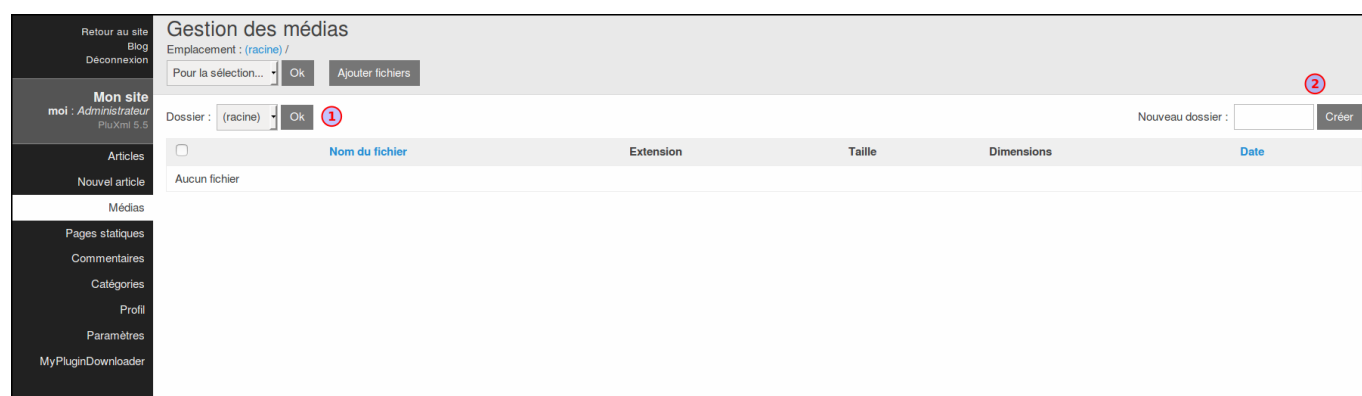 Retour au site
Blog
Déconnexion
Mon site
moi : Administrateur
PluXml 5.5
Articles
Nouvel article
Médias
Pages statiques
Commentaires
Catégories
Profil
Paramètres
MyPluginDownloader
Gestion des médias
Emplacement : (racine) /
Pour la sélection... Ok Ajouter fichiers
Dossier : (racine) Ok 1
2
Nouveau dossier : Créer
Nom du fichier Extension Taille Dimensions Date
Aucun fichier